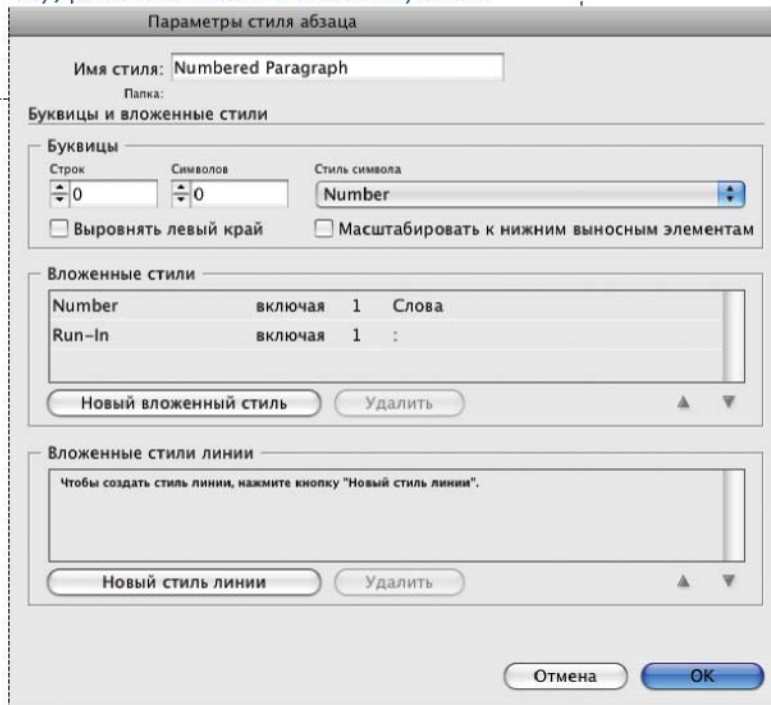 Параметры стиля абзаца
Имя стиля: Numbered Paragraph
Папка:
Буквицы и вложенные стили
Буквицы
Строк Символов Стиль символа
0 0 Number
Выровнять левый край Масштабировать к нижним выносным элементам
Вложенные стили
Number включая 1 Слова
Run-In включая 1 :
Новый вложенный стиль Удалить
Вложенные стили линии
Чтобы создать стиль линии, нажмите кнопку "Новый стиль линии".
Новый стиль линии Удалить
Отмена OK